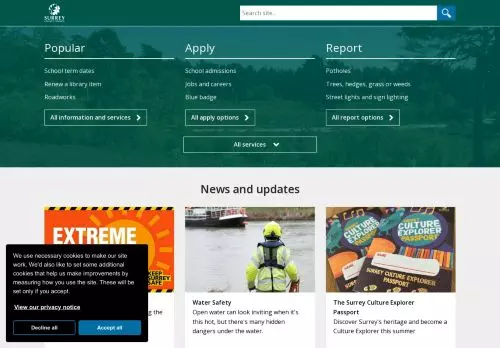 SURREY
Search site...
Popular
School term dates
Renew a library item
Roadworks
All information and services
Apply
School admissions
Jobs and careers
Blue badge
All apply options
Report
Potholes
Trees, hedges, grass or weeds
Street lights and sign lighting
All report options
All services
News and updates
EXTREME
KEEP
SURREY
SAFE
CULTURE
EXPLORER
PASSPORT
CULTURE
EXPLORER
PASSPORT
SURREY CULTURE EXPLORER
PASSPORT
We use necessary cookies to make our site
work. We'd also like to set some additional
cookies that help us make improvements by
measuring how you use the site. These will be
set only if you accept.
View our privacy notice
Decline all
Accept all
g the
Water Safety
Open water can look inviting when it's
this hot, but there's many hidden
dangers under the water.
The Surrey Culture Explorer
Passport
Discover Surrey's heritage and become a
Culture Explorer this summer